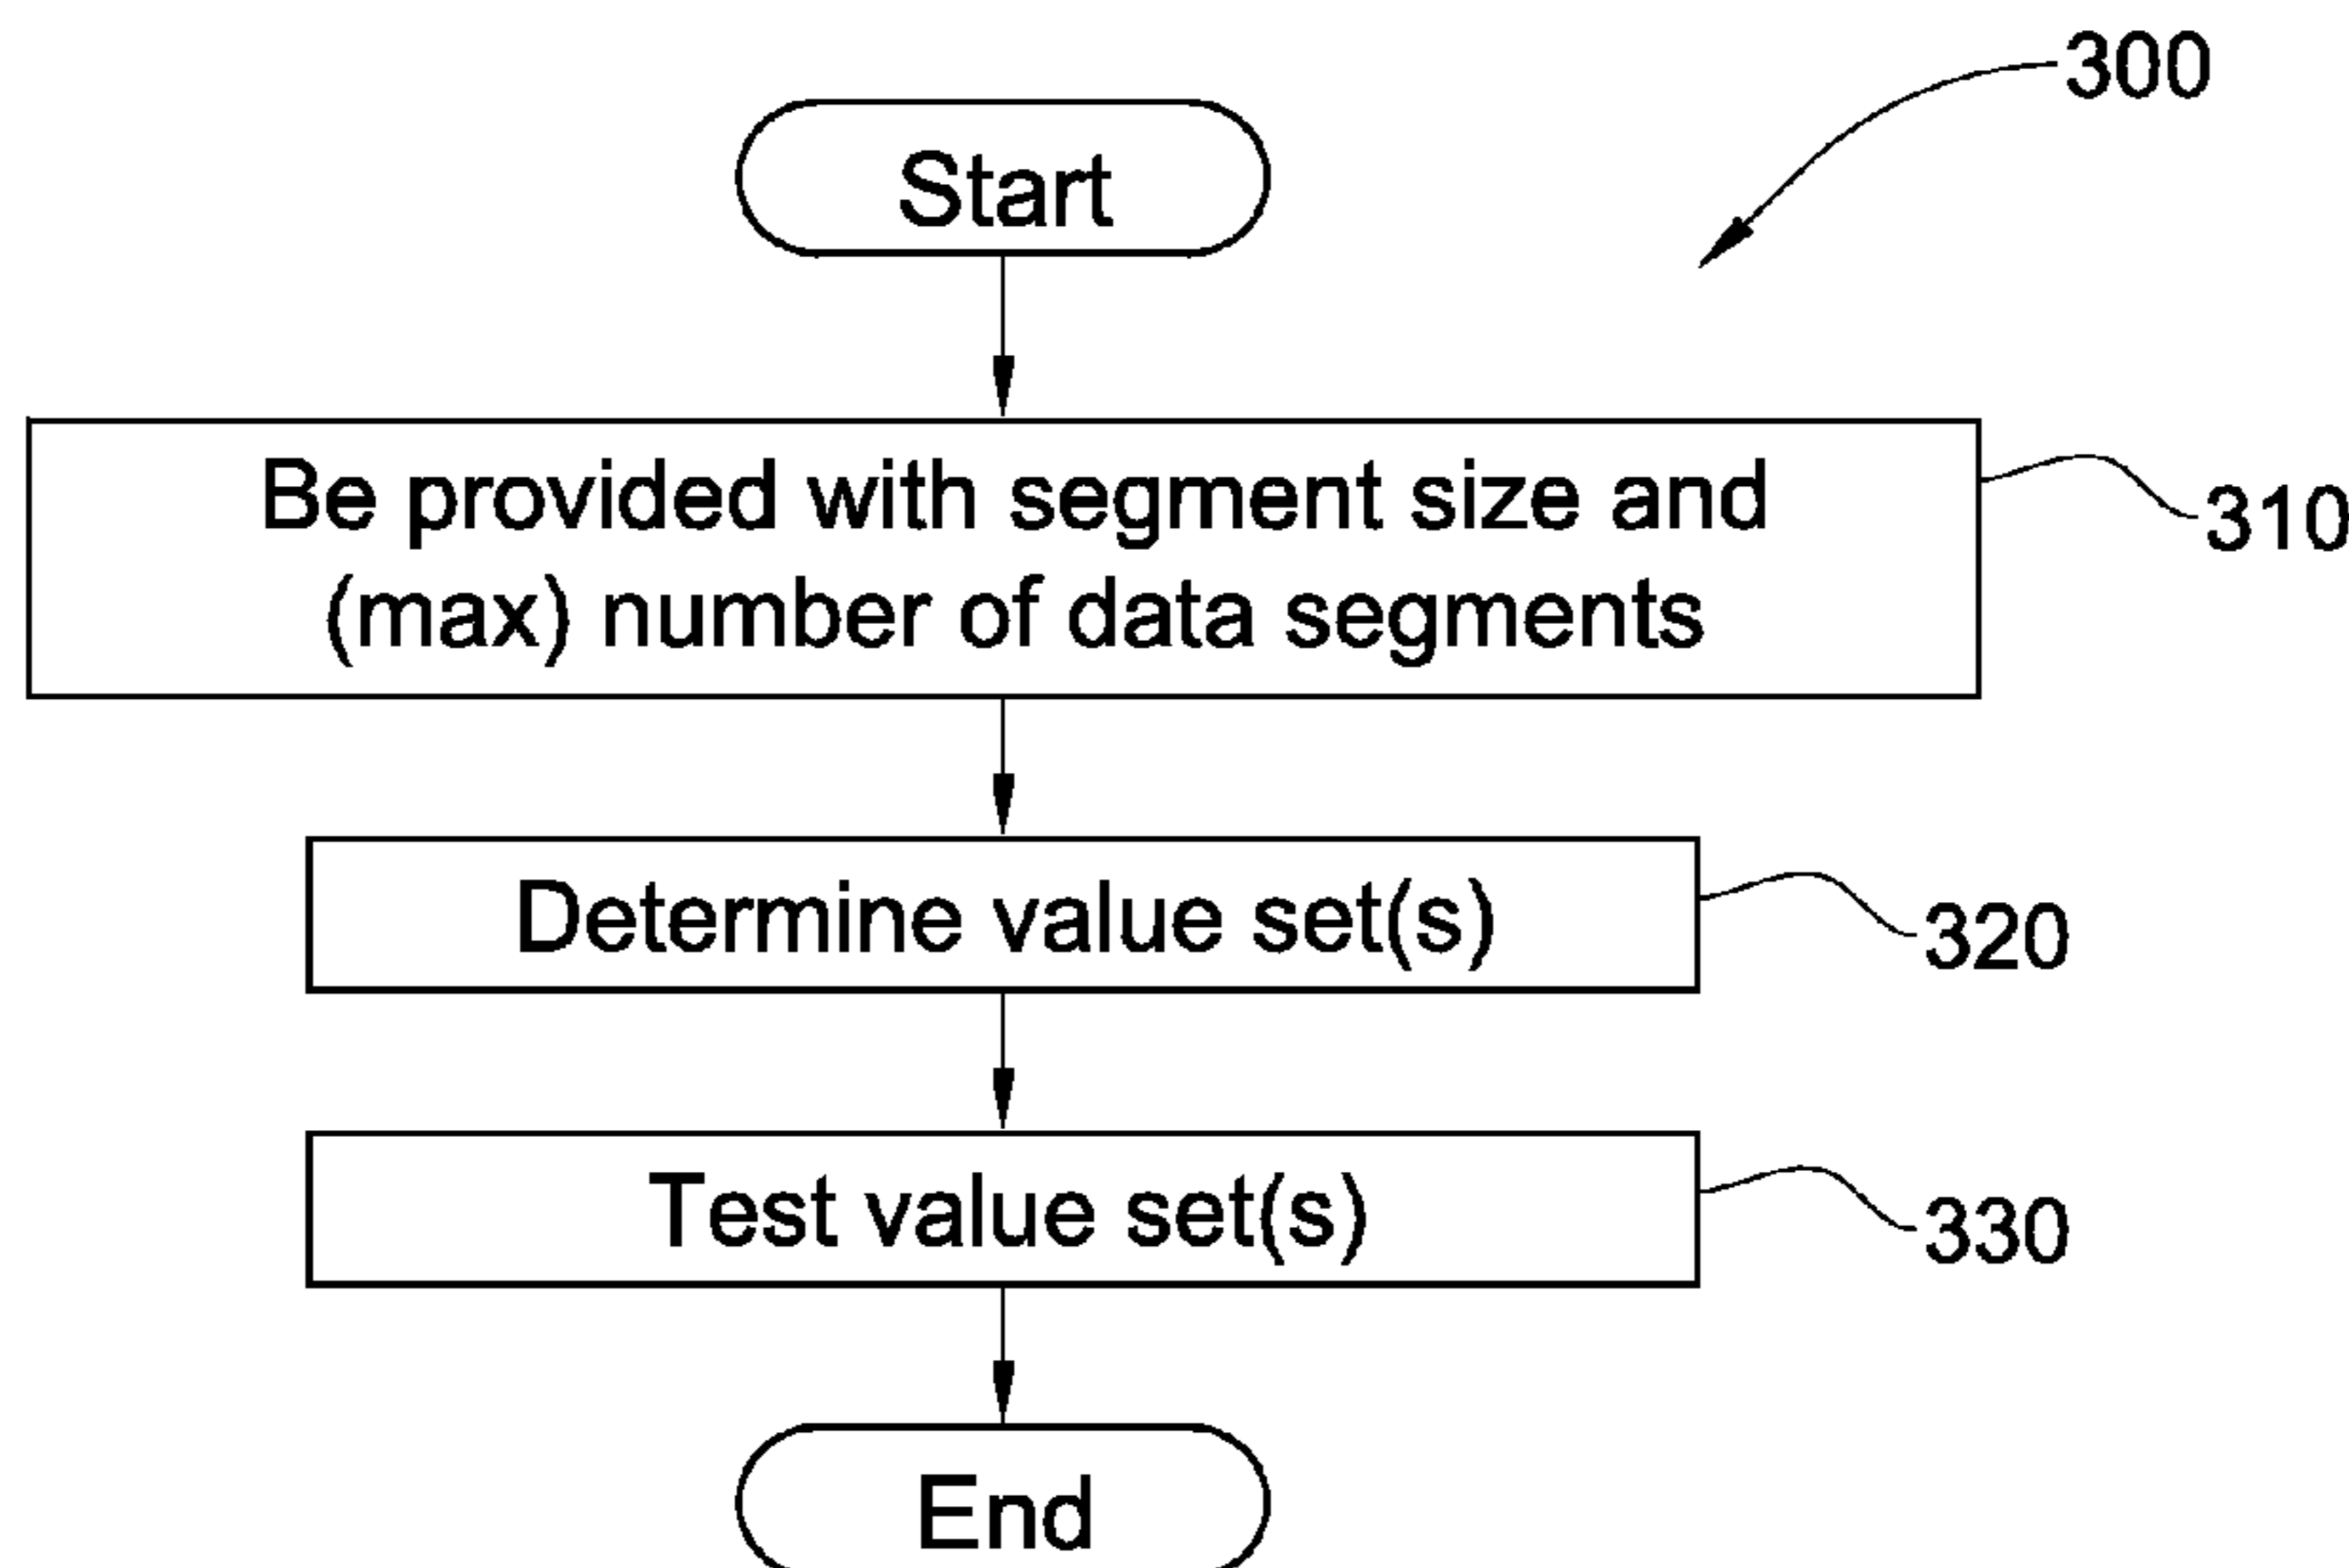 300
Start
Be provided with segment size and
(max) number of data segments
310
Determine value set(s)
320
Test value set(s)
330
End